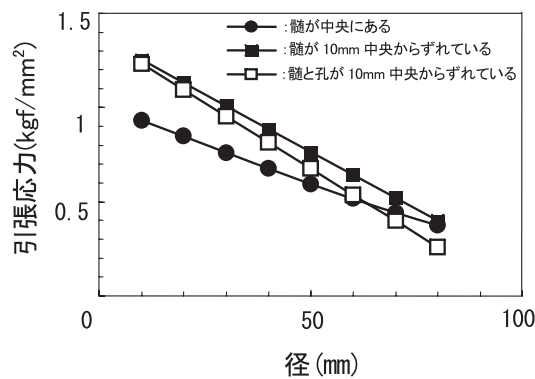 1.5
●:髄が中央にある
■:髄が 10mm 中央からずれている
□:髄と孔が 10mm 中央からずれている
1
0.5
引張応力(kgf/mm²)
0
50
100
径(mm)